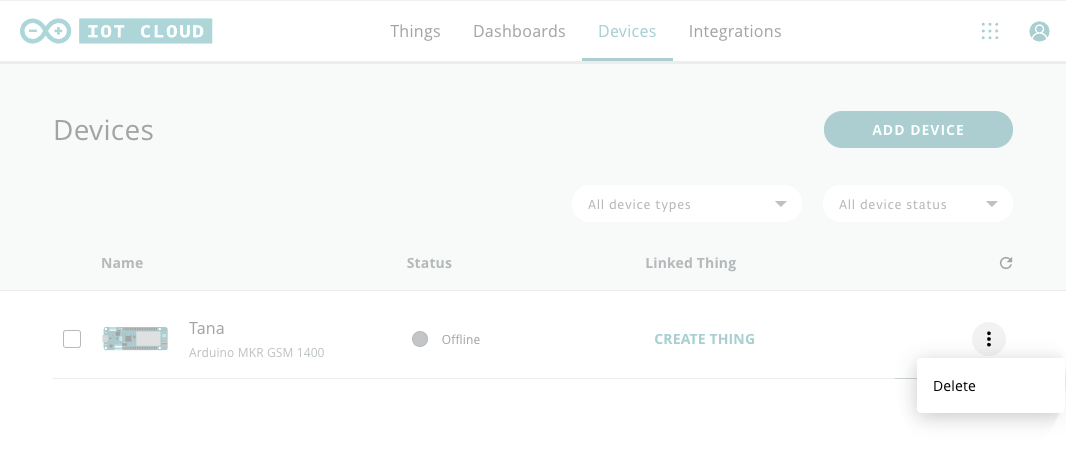 IOT CLOUD
Things Dashboards Devices Integrations
Devices
ADD DEVICE
All device types All device status
Name Status Linked Thing
Tana
Arduino MKR GSM 1400
Offline
CREATE THING
Delete